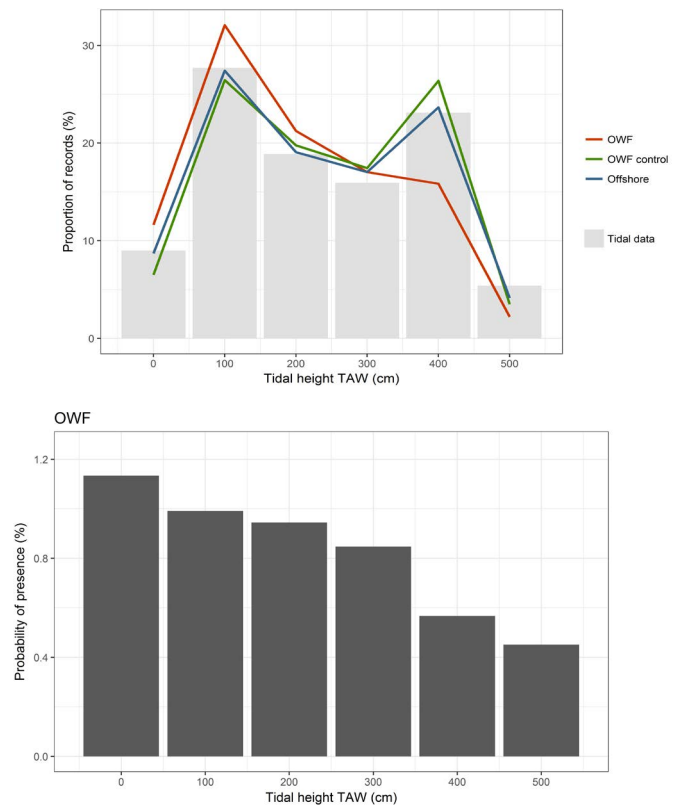 30
20
10
0
Proportion of records (%)
0 100 200 300 400 500
Tidal height TAW (cm)
OWF
OWF control
Offshore
Tidal data
OWF
1.2
0.8
0.4
0.0
Probability of presence (%)
0 100 200 300 400 500
Tidal height TAW (cm)